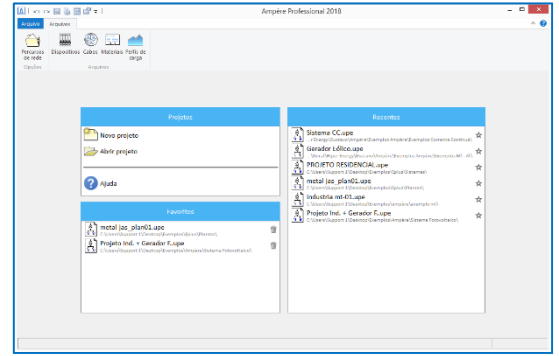 Ampère Professional 2018
Arquivo Arquivos
Percursos de rede
Dispositivos
Cabos
Materiais
Perfis de carga
Opções
Arquivos
Projetos
Novo projeto
Abrir projeto
Ajuda
Favoritos
metal jas_plan01.upe
Projeto Ind. + Gerador F..upe
Recentes
Sistema CC.upe
Gerador Eólico.upe
PROJETO RESIDENCIAL.upe
metal jas_plan01.upe
Industria mt-01.upe
Projeto Ind. + Gerador F..upe